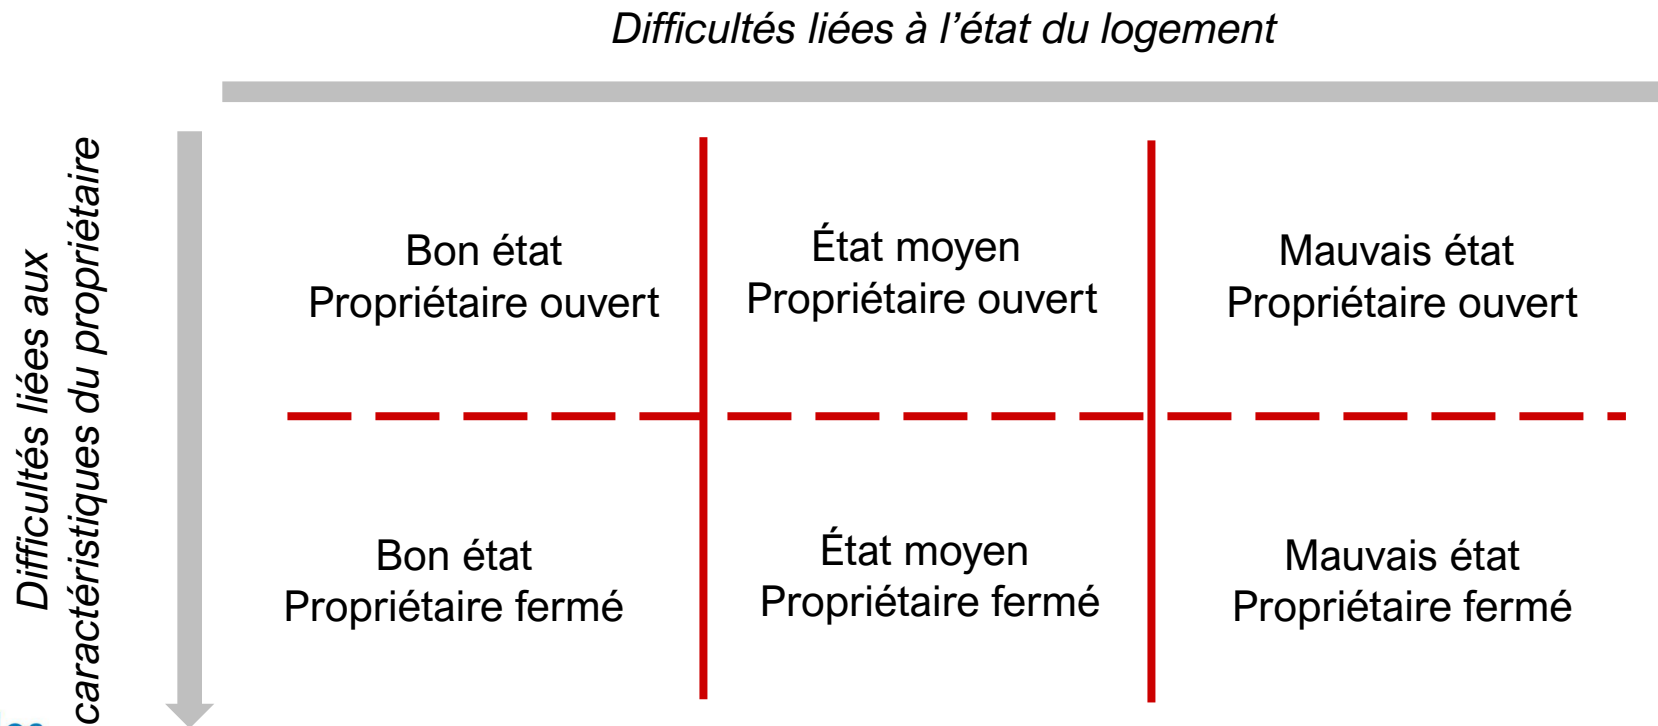 Difficultés liées à l’état du logement
Difficultés liées aux
caractéristiques du propriétaire
Bon état
Propriétaire ouvert
État moyen
Propriétaire ouvert
Mauvais état
Propriétaire ouvert
Bon état
Propriétaire fermé
État moyen
Propriétaire fermé
Mauvais état
Propriétaire fermé